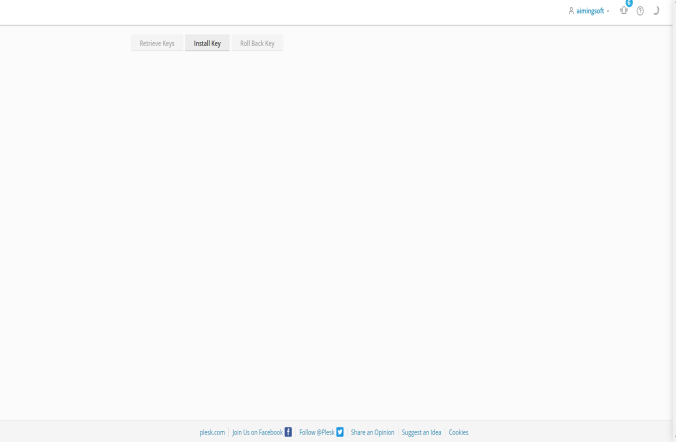 aimingsoft
Retrieve Keys Install Key Roll Back Key
plesk.com Join Us on Facebook Follow @Plesk Share an Opinion Suggest an Idea Cookies